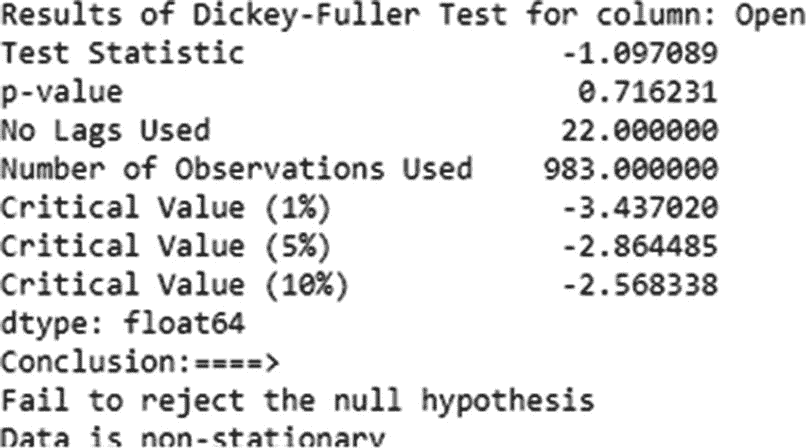 Results of Dickey-Fuller Test for column: Open
Test Statistic -1.097089
p-value 0.716231
No Lags Used 22.000000
Number of Observations Used 983.000000
Critical Value (1%) -3.437020
Critical Value (5%) -2.864485
Critical Value (10%) -2.568338
dtype: float64
Conclusion:====>
Fail to reject the null hypothesis
Data is non-stationary